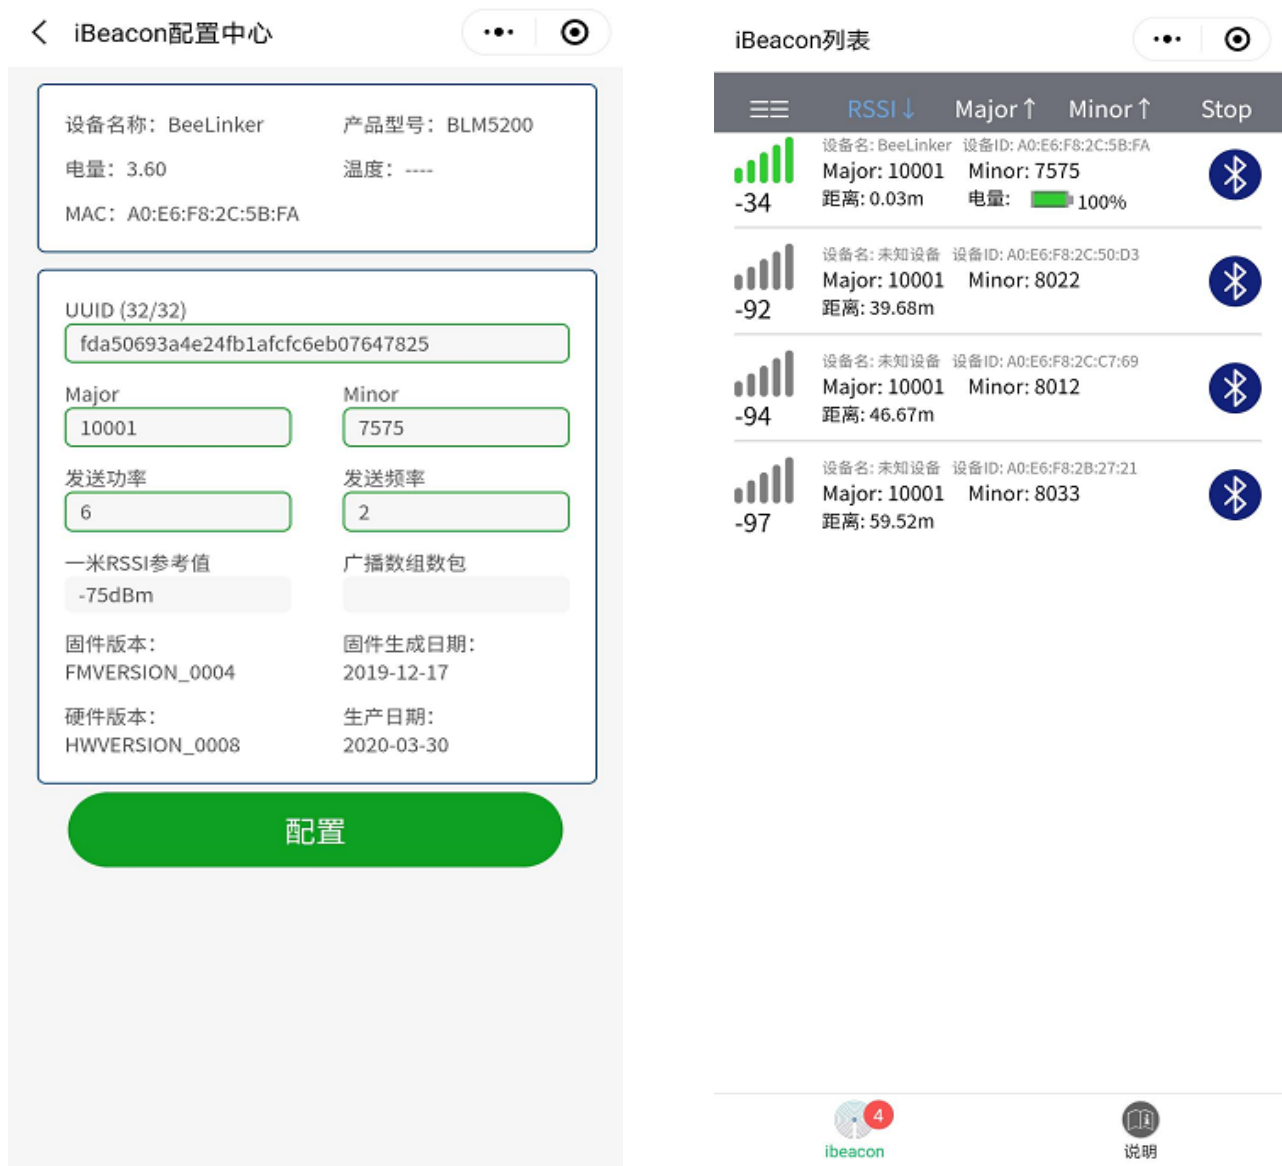 iBeacon配置中心
设备名称：BeeLinker 产品型号：BLM5200
电量：3.60 温度：----
MAC：A0:E6:F8:2C:5B:FA
UUID (32/32)
fda50693a4e24fb1afcfc6eb07647825
Major Minor
10001 7575
发送功率 发送频率
6 2
一米RSSI参考值 广播数组数包
-75dBm
固件版本： 固件生成日期：
FMVERSION_0004 2019-12-17
硬件版本： 生产日期：
HWVERSION_0008 2020-03-30
配置
iBeacon列表
RSSI↓ Major↑ Minor↑ Stop
设备名: BeeLinker 设备ID: A0:E6:F8:2C:5B:FA
Major: 10001 Minor: 7575
-34 距离: 0.03m 电量: 100%
设备名: 未知设备 设备ID: A0:E6:F8:2C:50:D3
Major: 10001 Minor: 8022
-92 距离: 39.68m
设备名: 未知设备 设备ID: A0:E6:F8:2C:C7:69
Major: 10001 Minor: 8012
-94 距离: 46.67m
设备名: 未知设备 设备ID: A0:E6:F8:2B:27:21
Major: 10001 Minor: 8033
-97 距离: 59.52m
4
ibeacon 说明